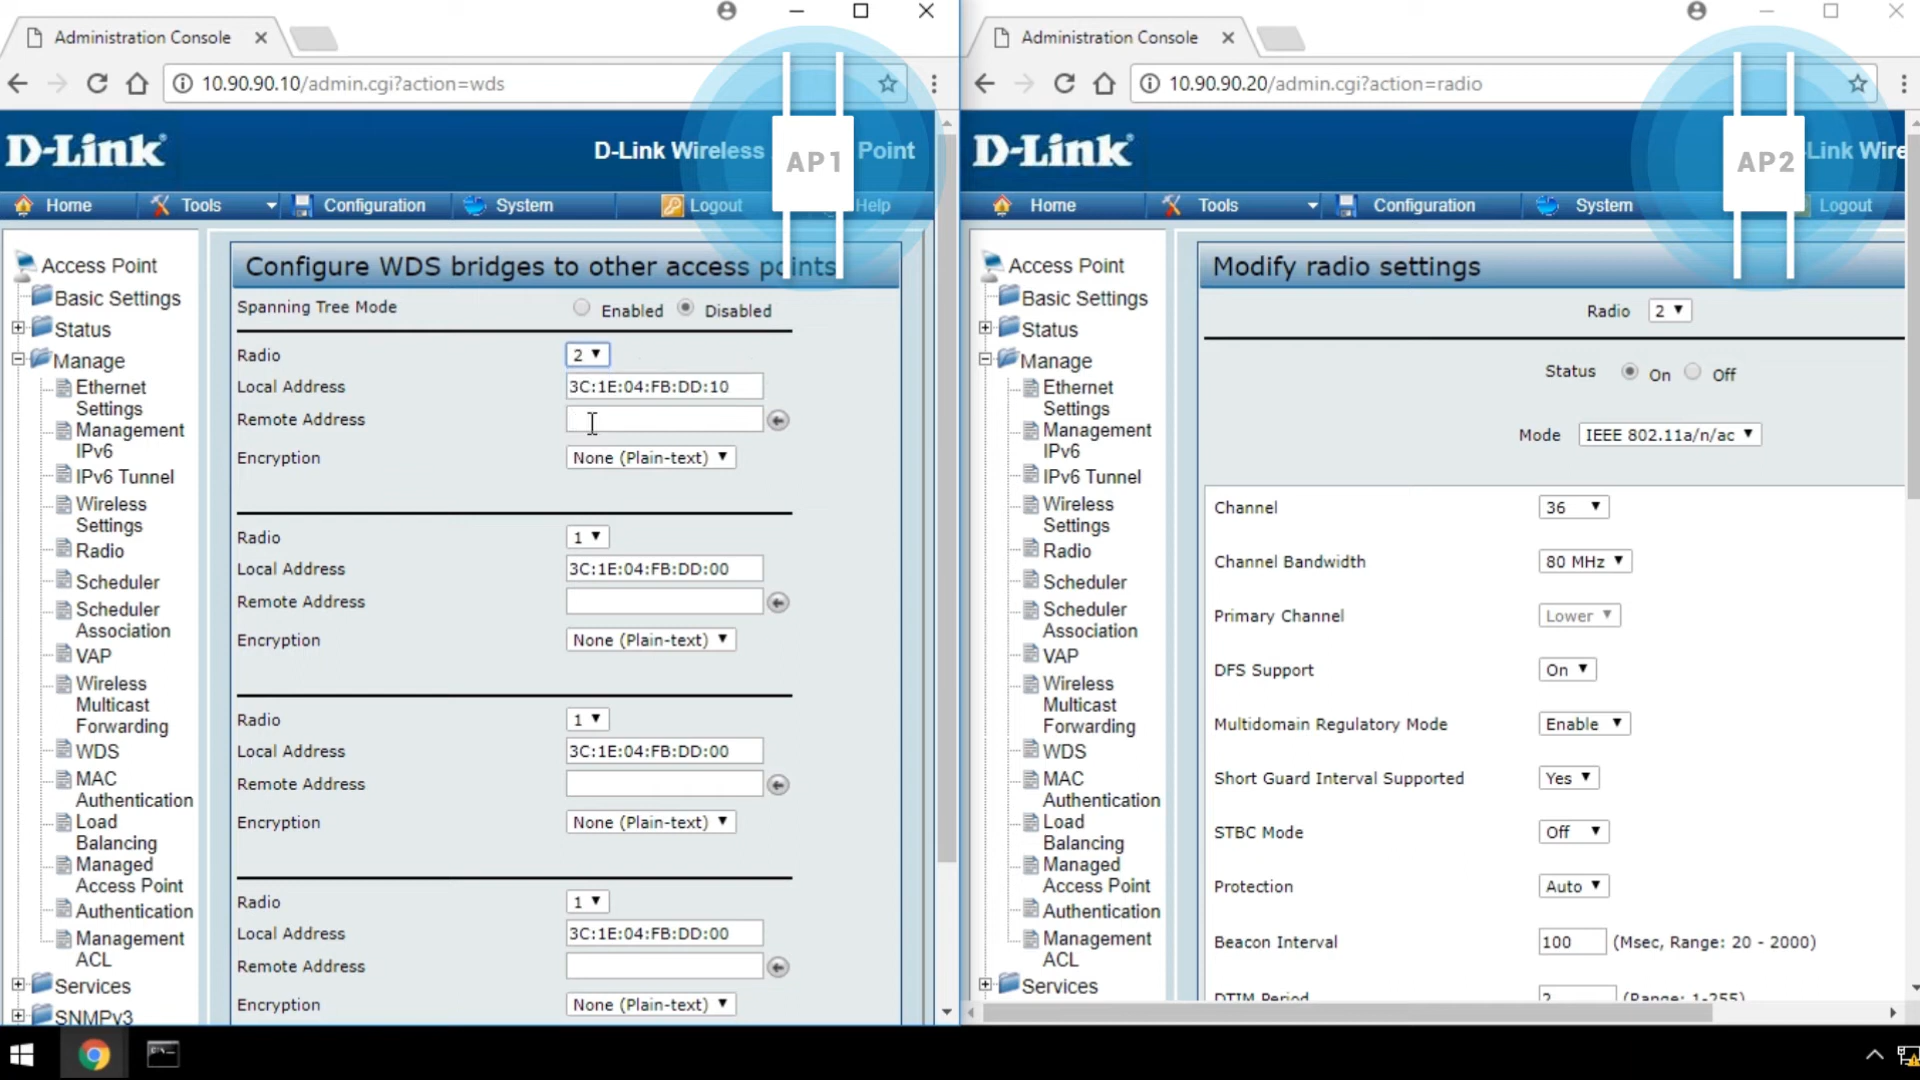 Administration Console
10.90.90.10/admin.cgi?action=wds
D-Link
D-Link Wireless
AP1
Point
Home
Tools
Configuration
System
Logout
Help
Access Point
Basic Settings
Status
Manage
Ethernet
Settings
Management
IPv6
IPv6 Tunnel
Wireless
Settings
Radio
Scheduler
Scheduler
Association
VAP
Wireless
Multicast
Forwarding
WDS
MAC
Authentication
Load
Balancing
Managed
Access Point
Authentication
Management
ACL
Services
SNMPv3
Configure WDS bridges to other access points
Spanning Tree Mode Enabled Disabled
Radio 2
Local Address 3C:1E:04:FB:DD:10
Remote Address
Encryption None (Plain-text)
Radio 1
Local Address 3C:1E:04:FB:DD:00
Remote Address
Encryption None (Plain-text)
Radio 1
Local Address 3C:1E:04:FB:DD:00
Remote Address
Encryption None (Plain-text)
Radio 1
Local Address 3C:1E:04:FB:DD:00
Remote Address
Encryption None (Plain-text)
Administration Console
10.90.90.20/admin.cgi?action=radio
D-Link
AP2
-Link Wire
Home
Tools
Configuration
System
Logout
Access Point
Basic Settings
Status
Manage
Ethernet
Settings
Management
IPv6
IPv6 Tunnel
Wireless
Settings
Radio
Scheduler
Scheduler
Association
VAP
Wireless
Multicast
Forwarding
WDS
MAC
Authentication
Load
Balancing
Managed
Access Point
Authentication
Management
ACL
Services
Modify radio settings
Radio 2
Status On Off
Mode IEEE 802.11a/n/ac
Channel 36
Channel Bandwidth 80 MHz
Primary Channel Lower
DFS Support On
Multidomain Regulatory Mode Enable
Short Guard Interval Supported Yes
STBC Mode Off
Protection Auto
Beacon Interval 100 (Msec, Range: 20 - 2000)
DTIM Period 2 (Range: 1-255)